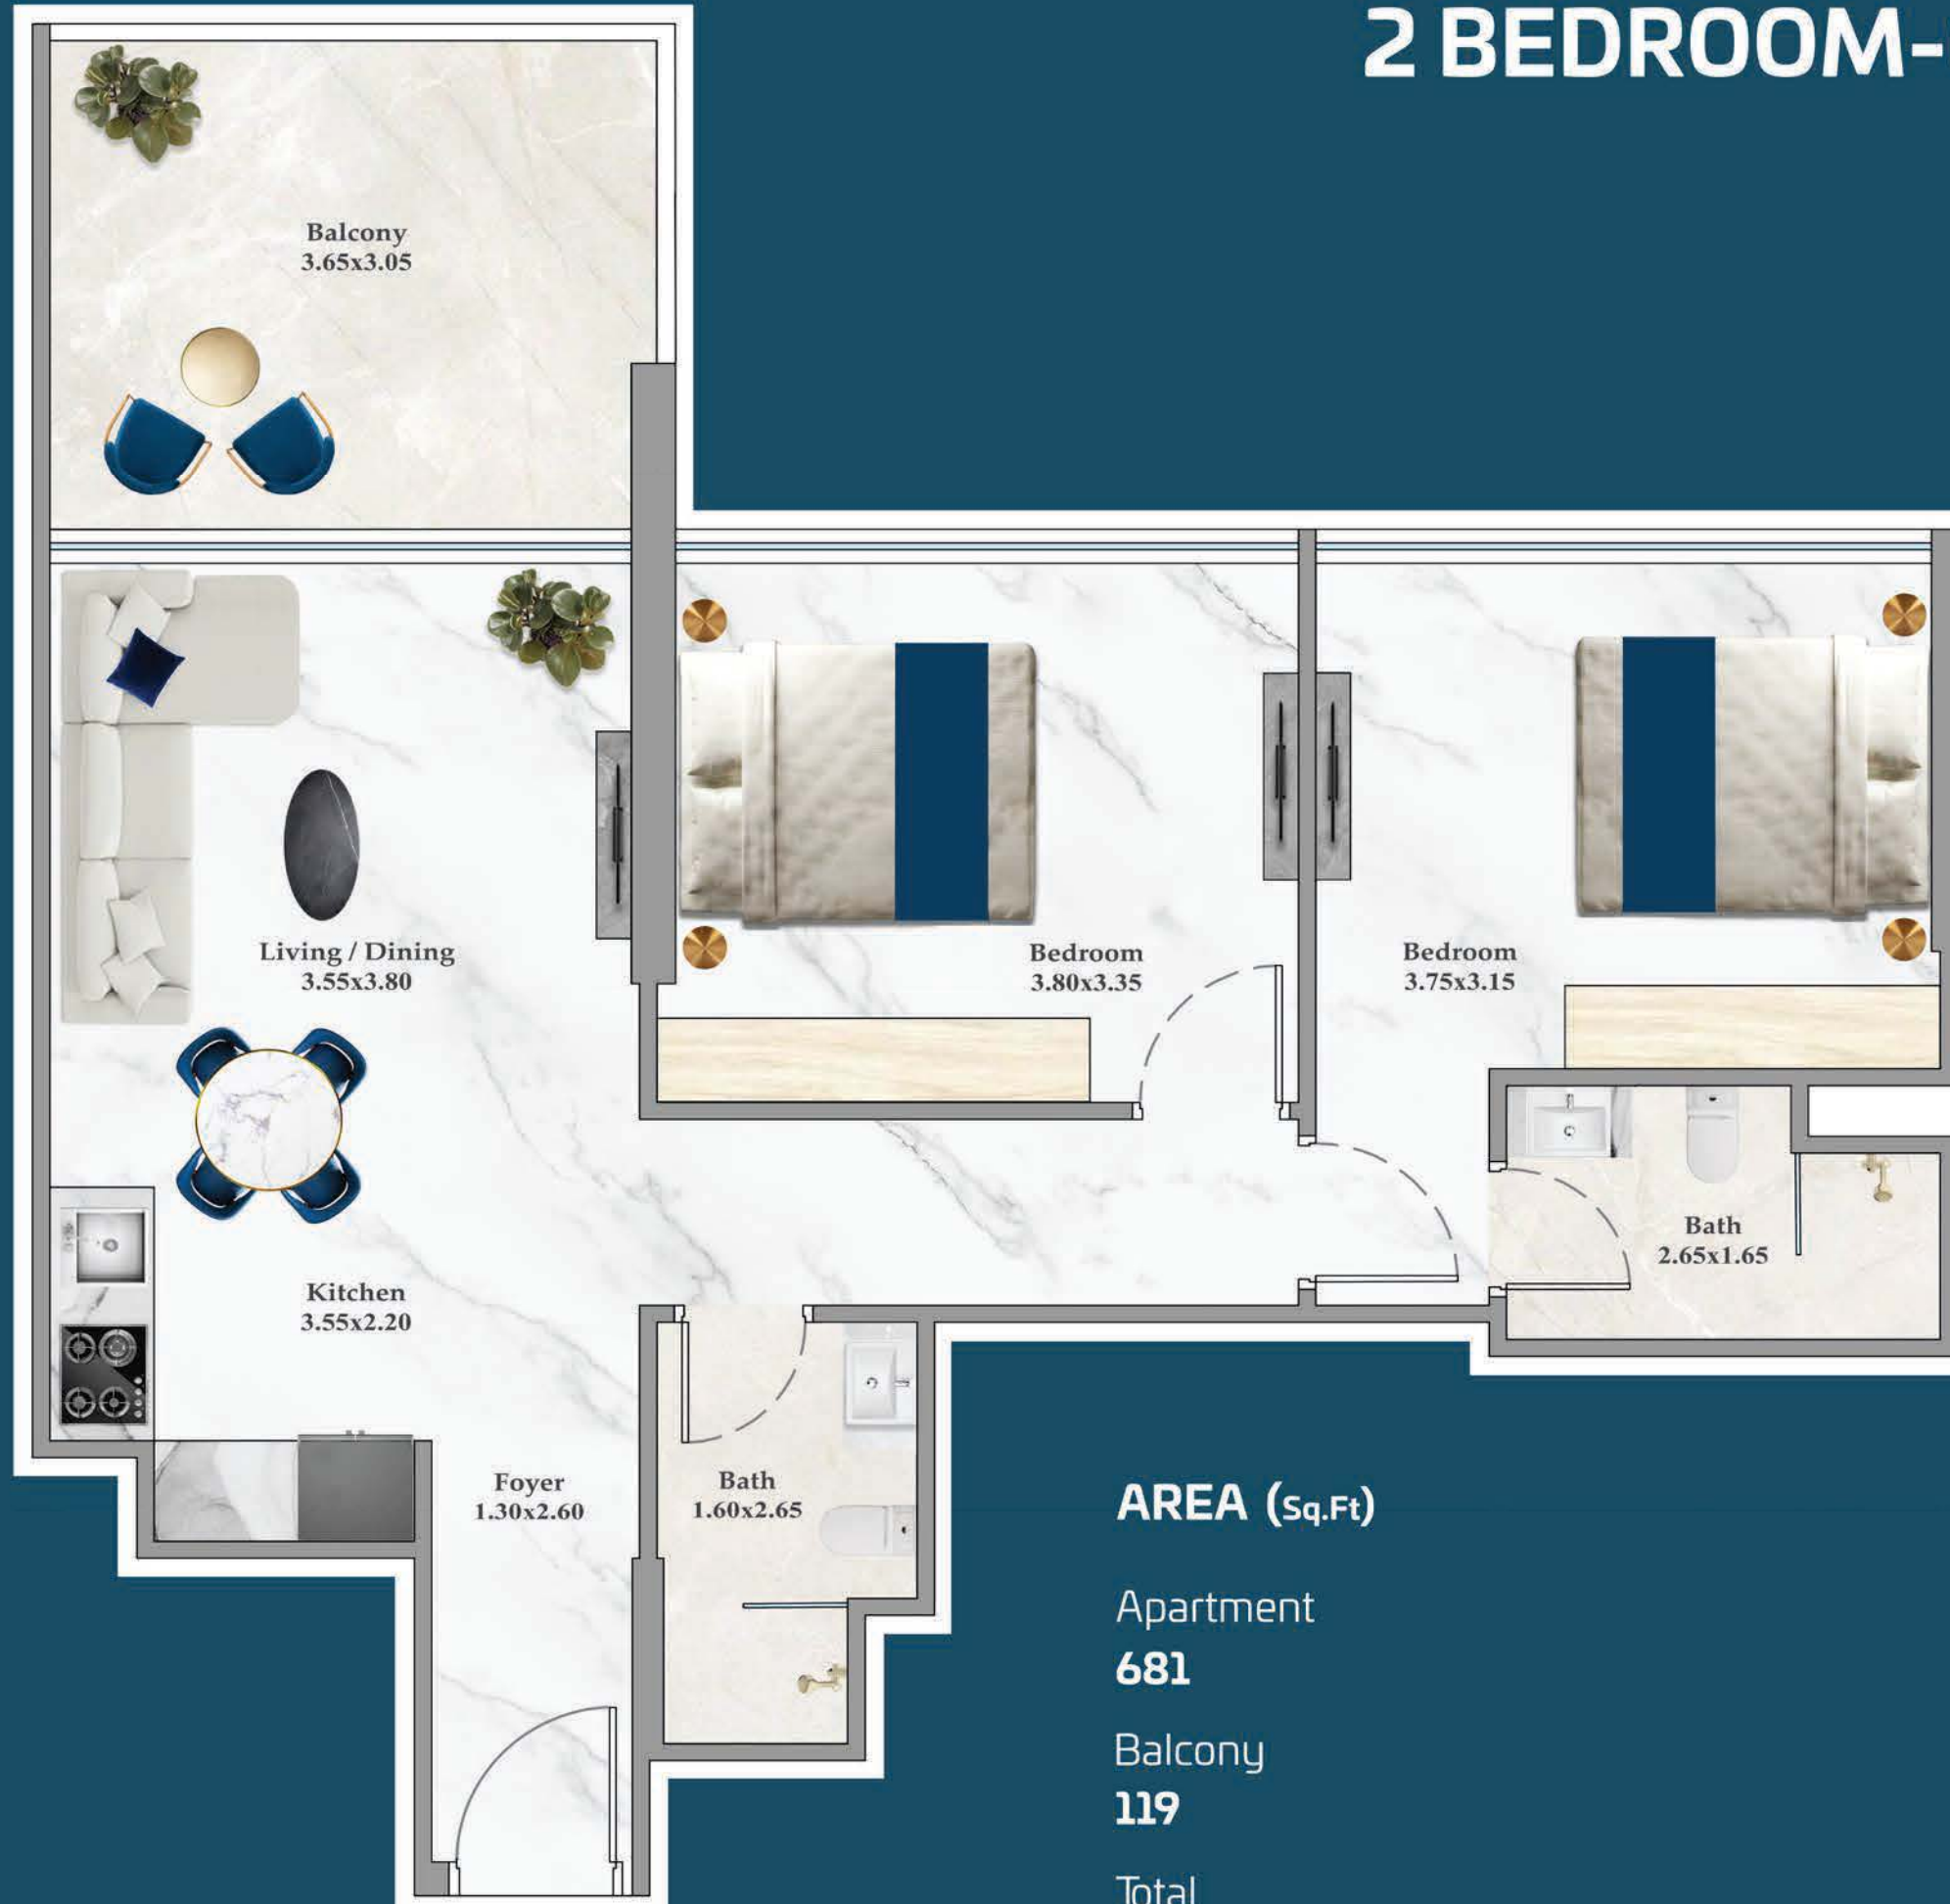 2 BEDROOM-
Balcony
3.65x3.05
Living / Dining
3.55x3.80
Bedroom
3.80x3.35
Bedroom
3.75x3.15
Bath
2.65x1.65
Kitchen
3.55x2.20
Foyer
1.30x2.60
Bath
1.60x2.65
AREA (Sq.Ft)
Apartment
681
Balcony
119
Total